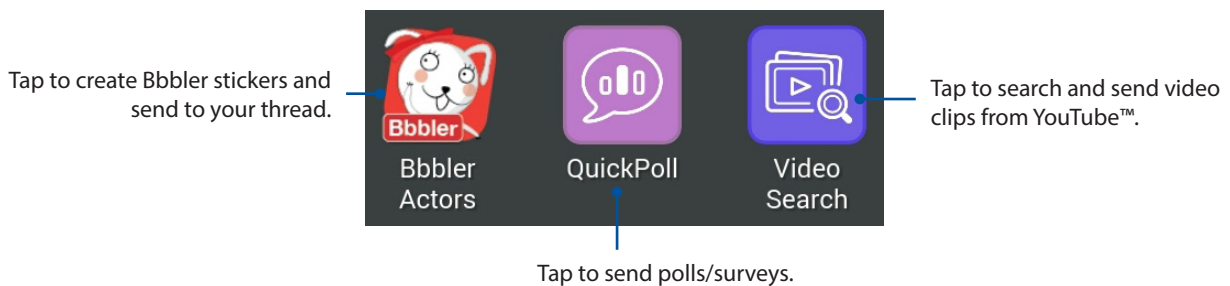 Tap to create Bbbler stickers and
send to your thread.
Bbbler
Bbbler
Actors
QuickPoll
Video
Search
Tap to search and send video
clips from YouTube™.
Tap to send polls/surveys.